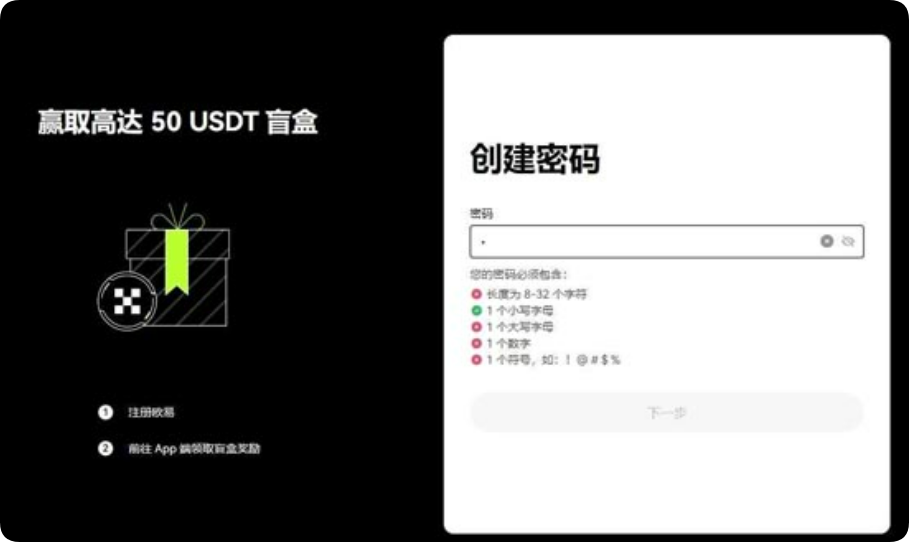 赢取高达 50 USDT 盲盒
1 注册欧易
2 前往 App 端领取盲盒奖励
创建密码
密码
您的密码必须包含：
长度为 8-32 个字符
1 个小写字母
1 个大写字母
1 个数字
1 个符号，如：！@ # $ %
下一步